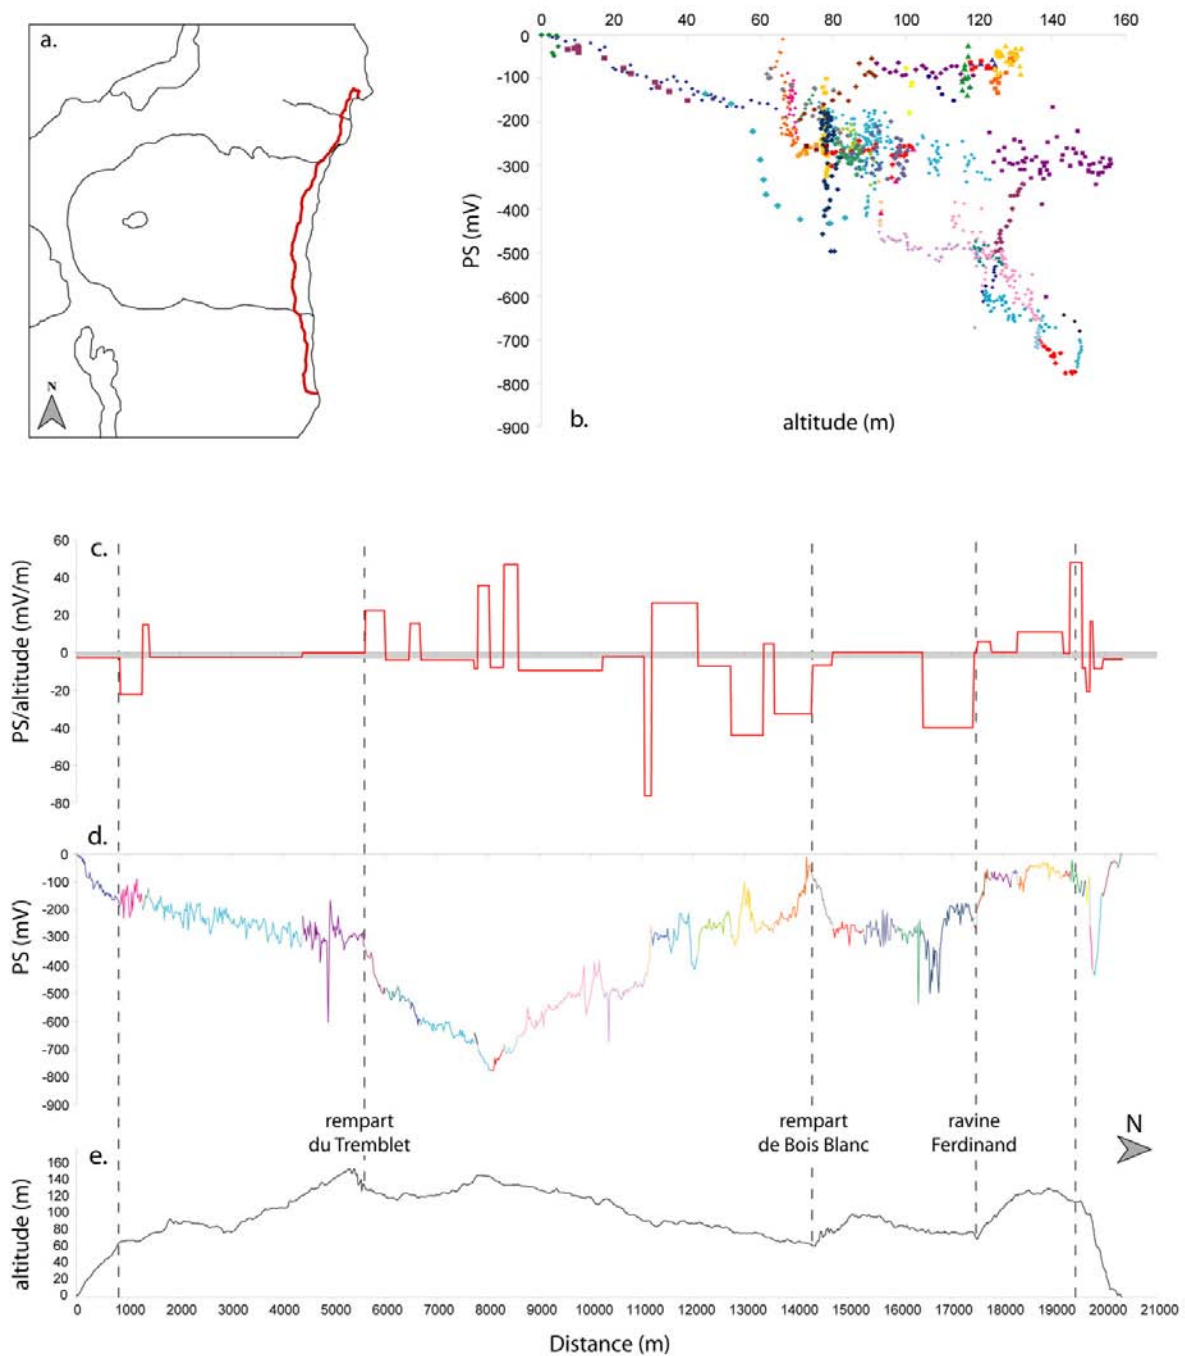 a.
N
0 20 40 60 80 100 120 140 160
0
-100
-200
-300
-400
-500
-600
-700
-800
-900
PS (mV)
b.
altitude (m)
c.
60
40
20
0
-20
-40
-60
-80
PS/altitude (mV/m)
d.
0
-100
-200
-300
-400
-500
-600
-700
-800
-900
PS (mV)
rempart
du Tremblet
rempart
de Bois Blanc
ravine
Ferdinand
N
e.
160
140
120
100
80
60
40
20
0
altitude (m)
0 1000 2000 3000 4000 5000 6000 7000 8000 9000 10000 11000 12000 13000 14000 15000 16000 17000 18000 19000 20000 21000
Distance (m)